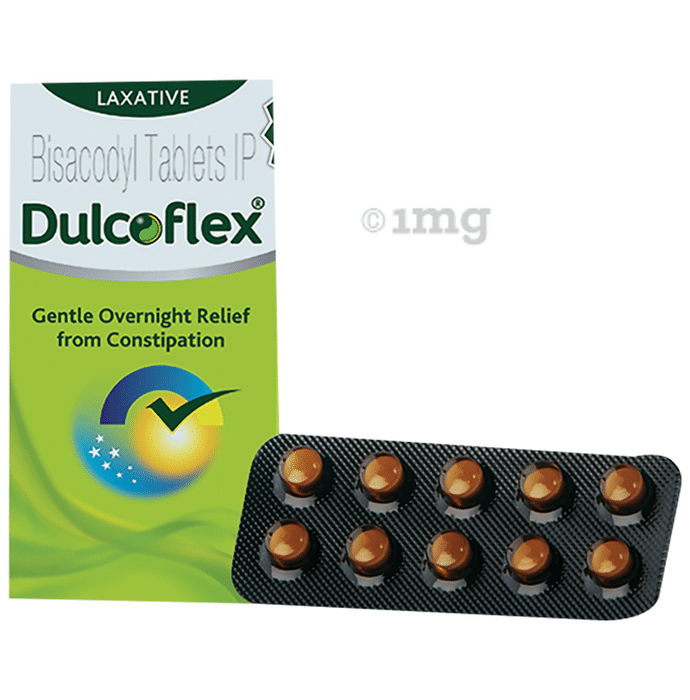 LAXATIVE
Bisacodyl Tablets IP
Dulcoflex®
Gentle Overnight Relief
from Constipation
© 1mg